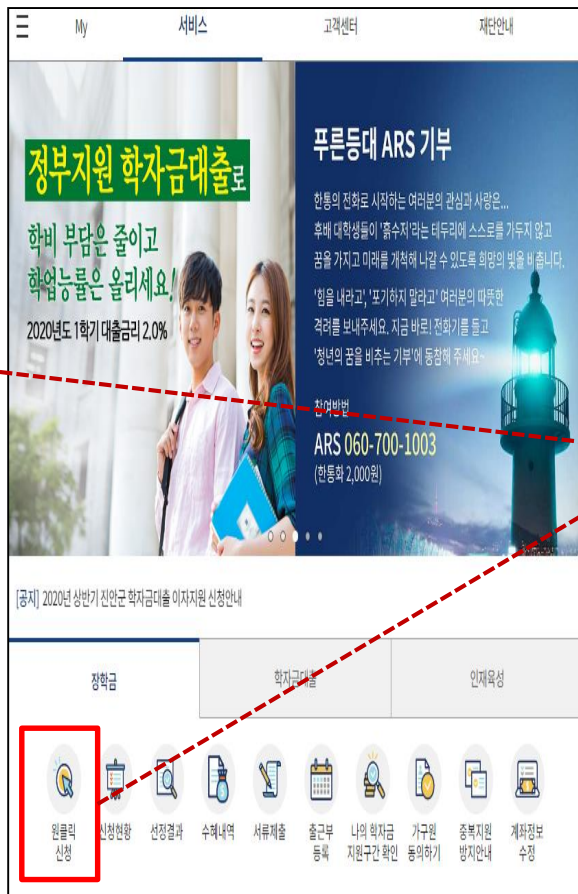 My 서비스 고객센터 재단안내
정부지원 학자금대출로
학비 부담은 줄이고
학업능률은 올리세요!
2020년도 1학기 대출금리 2.0%
푸른등대 ARS 기부
한통의 전화로 시작하는 여러분의 관심과 사랑은...
후배 대학생들이 '흙수저'라는 테두리에 스스로를 가두지 않고
꿈을 가지고 미래를 개척해 나갈 수 있도록 희망의 빛을 비춥니다.
'힘을 내라고', '포기하지 말라고' 여러분의 따뜻한
격려를 보내주세요. 지금 바로! 전화기를 들고
'청년의 꿈을 비추는 기부'에 동참해 주세요~
참여방법
ARS 060-700-1003
(한통화 2,000원)
[공지] 2020년 상반기 진안군 학자금대출 이자지원 신청안내
장학금 학자금대출 인재육성
원클릭
신청
신청현황
선정결과
수혜내역
서류제출
출근부
등록
나의 학자금
지원구간 확인
가구원
동의하기
중복지원
방지안내
계좌정보
수정